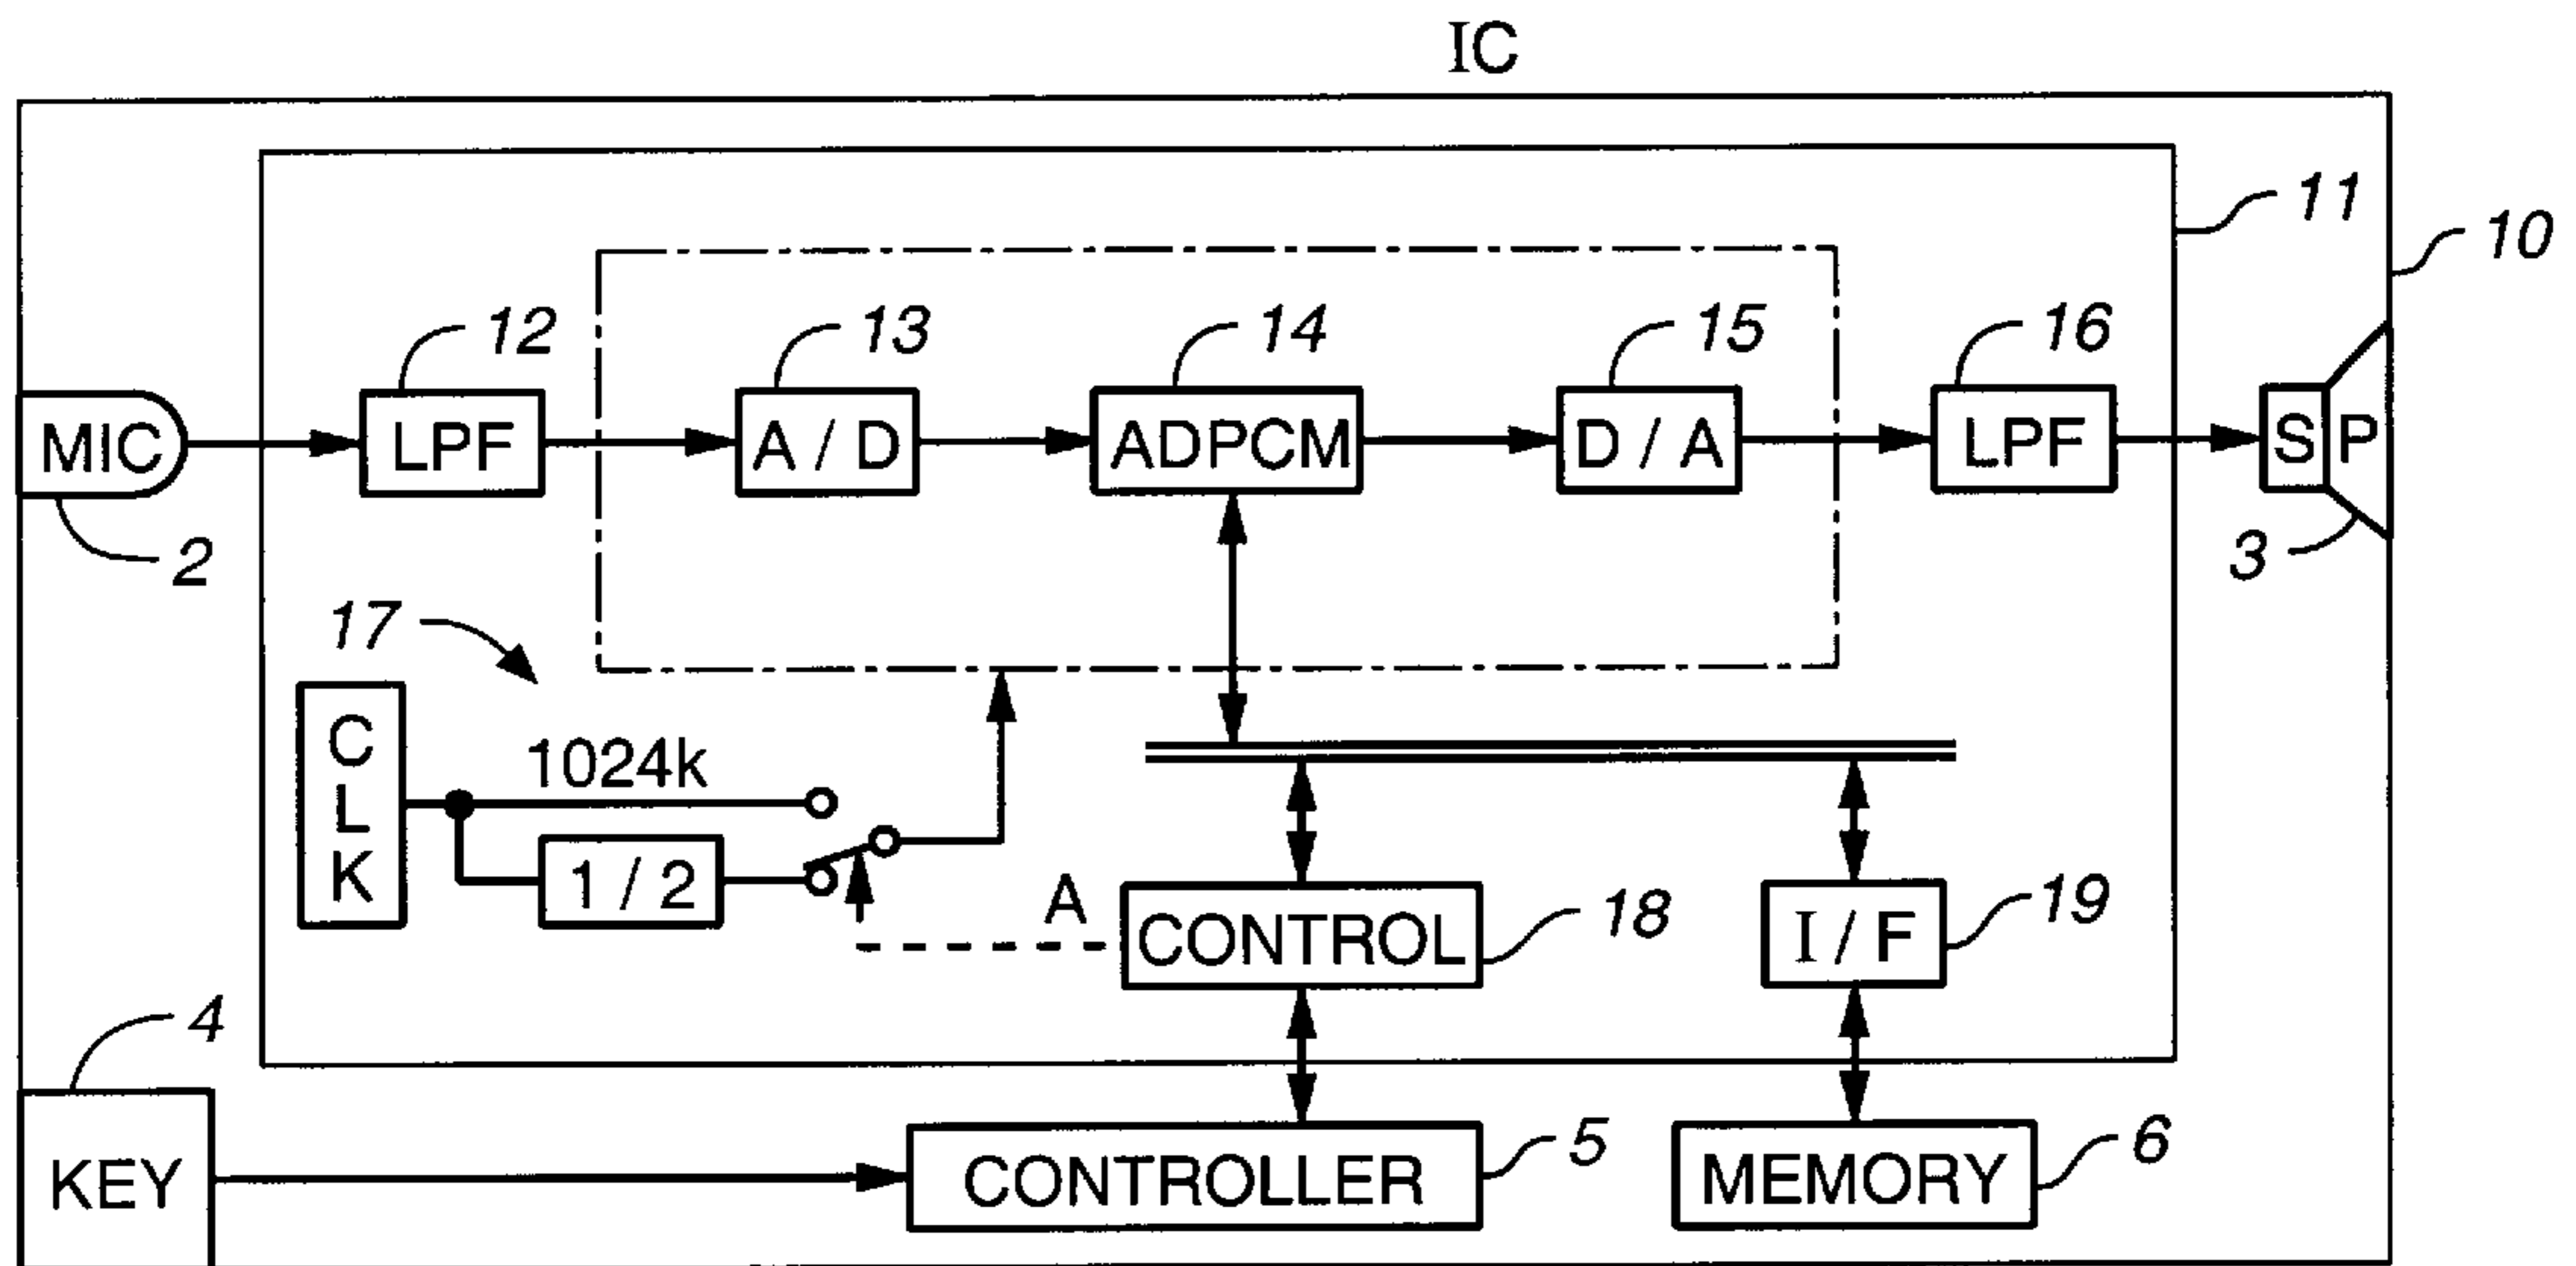 IC
11
10
12
13
14
15
16
MIC
LPF
A / D
ADPCM
D / A
LPF
S P
2
3
17
C
L
K
1024k
1 / 2
A
CONTROL
18
I / F
19
4
KEY
CONTROLLER
5
MEMORY
6